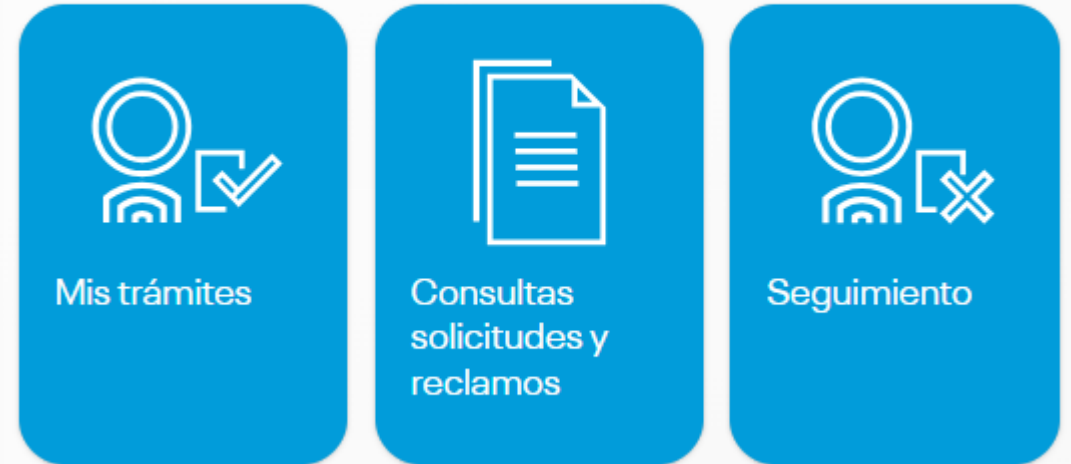 Mis trámites
Consultas
solicitudes y
reclamos
Seguimiento